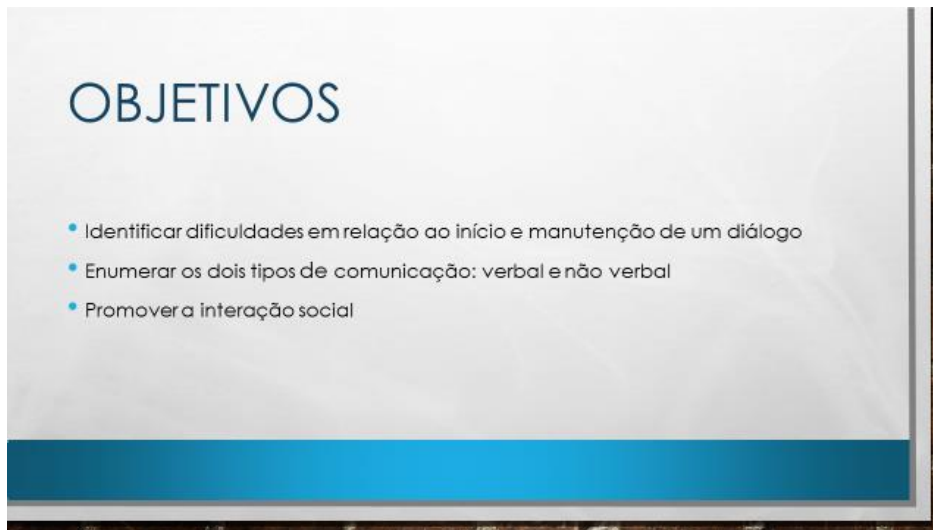 OBJETIVOS
• Identificar dificuldades em relação ao início e manutenção de um diálogo
• Enumerar os dois tipos de comunicação: verbal e não verbal
• Promover a interação social